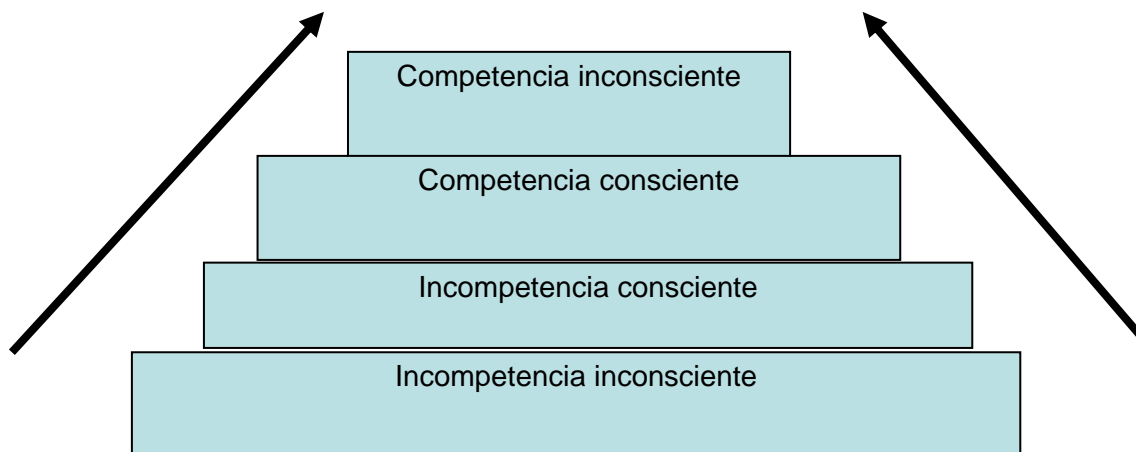 Competencia inconsciente
Competencia consciente
Incompetencia consciente
Incompetencia inconsciente